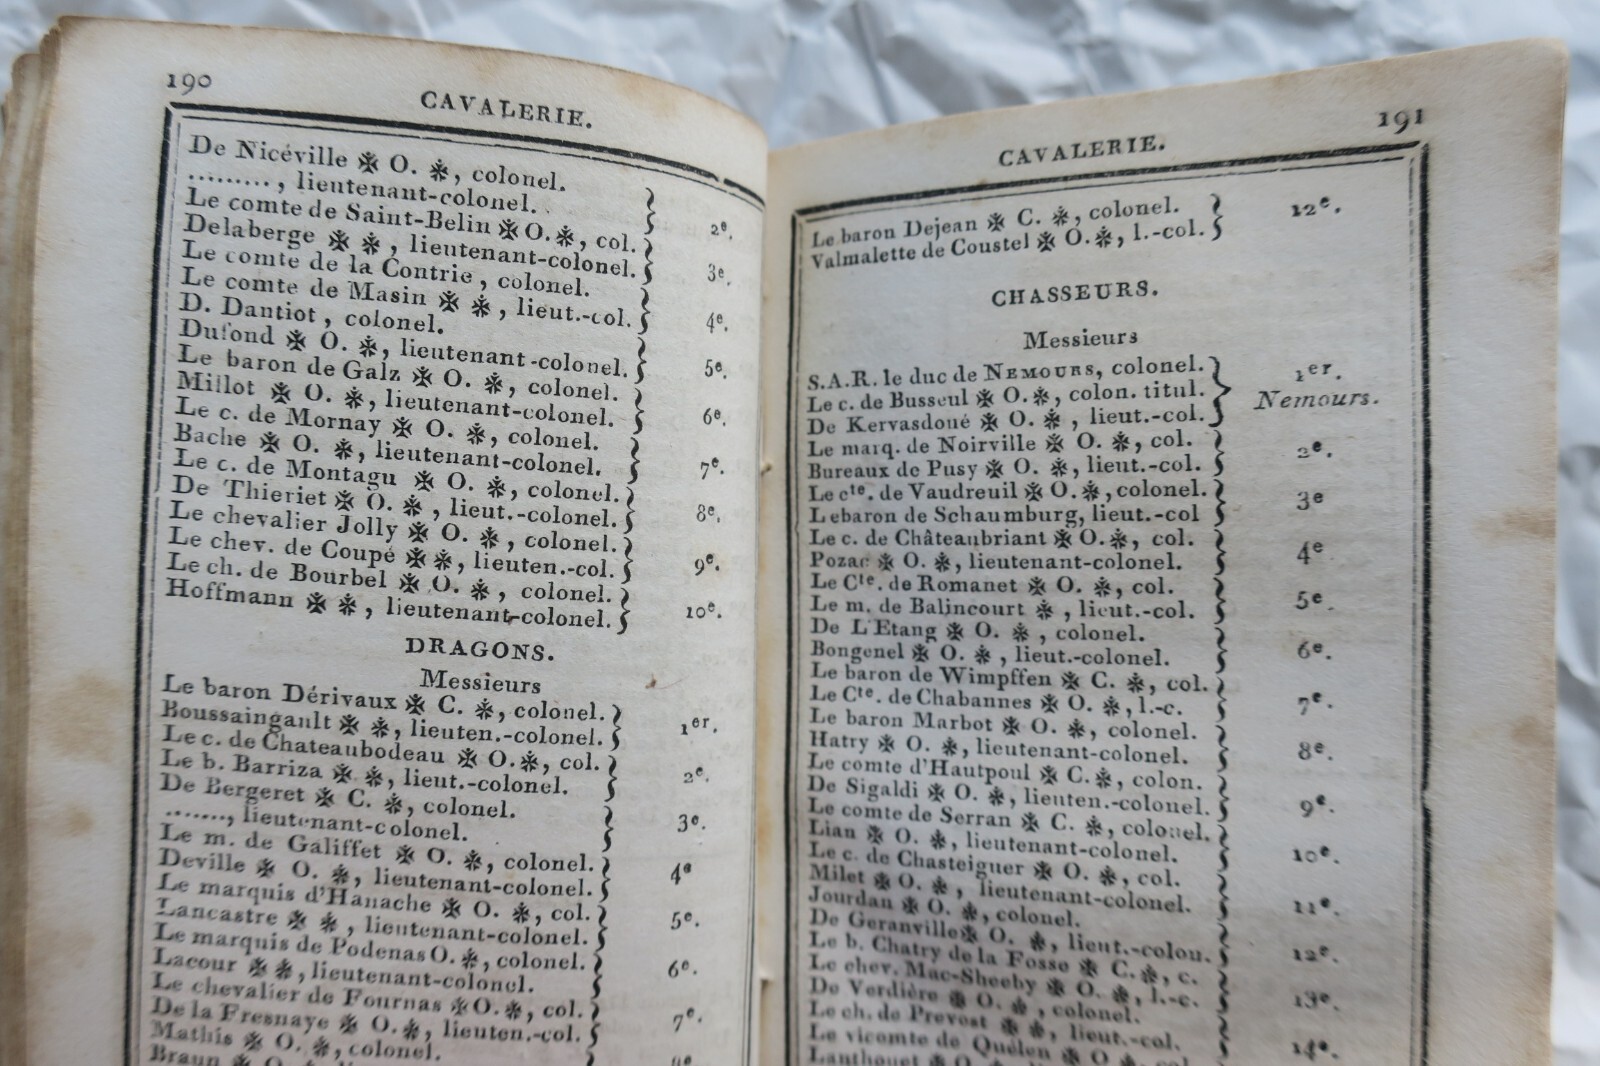 190
CAVALERIE.
De Nicéville ✠ O. ❋, colonel.
........., lieutenant-colonel. 2e.
Le comte de Saint-Belin ✠ O. ❋, col.
Delaberge ✠ ❋, lieutenant-colonel. 3e.
Le comte de la Contrie, colonel.
Le comte de Masin ✠ ❋, lieut.-col. 4e.
D. Dantiot, colonel.
Dufond ✠ O. ❋, lieutenant-colonel. 5e.
Le baron de Galz ✠ O. ❋, colonel.
Millot ✠ O. ❋, lieutenant-colonel. 6e.
Le c. de Mornay ✠ O. ❋, colonel.
Bache ✠ O. ❋, lieutenant-colonel. 7e.
Le c. de Montagu ✠ O. ❋, colonel.
De Thieriet ✠ O. ❋, lieut.-colonel. 8e.
Le chevalier Jolly ✠ O. ❋, colonel.
Le chev. de Coupé ✠ ❋, lieuten.-col. 9e.
Le ch. de Bourbel ✠ O. ❋, colonel.
Hoffmann ✠ ❋, lieutenant-colonel. 10e.
DRAGONS.
Messieurs
Le baron Dérivaux ✠ C. ❋, colonel.
Boussaingault ✠ ❋, lieuten.-colonel. 1er.
Le c. de Chateaubodeau ✠ O. ❋, col.
Le b. Barriza ✠ ❋, lieut.-colonel. 2e.
De Bergeret ✠ C. ❋, colonel.
......., lieutenant-colonel. 3e.
Le m. de Galiffet ✠ O. ❋, colonel.
Deville ✠ O. ❋, lieutenant-colonel. 4e
Le marquis d'Hanache ✠ O. ❋, col.
Lancastre ✠ ❋, lieutenant-colonel. 5e.
Le marquis de Podenas O. ❋, colonel.
Lacour ✠ ❋, lieutenant-colonel. 6e.
Le chevalier de Fournas ✠ O. ❋, col.
De la Fresnaye ✠ O. ❋, lieuten.-col. 7e.
Mathis ✠ O. ❋, colonel.
Braun ✠ O.
191
CAVALERIE.
Le baron Dejean ✠ C. ❋, colonel.
Valmalette de Coustel ✠ O. ❋, l.-col. 12e.
CHASSEURS.
Messieurs
S.A.R. le duc de NEMOURS, colonel. 1er.
Le c. de Busseul ✠ O. ❋, colon. titul. Nemours.
De Kervasdoué ✠ O. ❋, lieut.-col.
Le marq. de Noirville ✠ O. ❋, col.
Bureaux de Pusy ✠ O. ❋, lieut.-col. 2e.
Le cte. de Vaudreuil ✠ O. ❋, colonel.
Le baron de Schaumburg, lieut.-col 3e
Le c. de Châteaubriant ✠ O. ❋, col.
Pozac ✠ O. ❋, lieutenant-colonel. 4e
Le Cte. de Romanet ✠ O. ❋, col.
Le m. de Balincourt ❋, lieut.-col. 5e
De L'Etang ✠ O. ❋, colonel.
Bongenel ✠ O. ❋, lieut.-colonel. 6e.
Le baron de Wimpffen ✠ C. ❋, col.
Le Cte. de Chabannes ✠ O. ❋, l.-c. 7e.
Le baron Marbot ✠ O. ❋, colonel.
Hatry ✠ O. ❋, lieutenant-colonel. 8e.
Le comte d'Hautpoul ✠ C. ❋, colon.
De Sigaldi ✠ O. ❋, lieuten.-colonel. 9e.
Le comte de Serran ✠ C. ❋, colonel.
Lian ✠ O. ❋, lieutenant-colonel. 10e.
Le c. de Chasteiguer ✠ O. ❋, col.
Milet ✠ O. ❋, lieutenant-colonel. 11e.
Jourdan ✠ O. ❋, colonel.
De Geranville ✠ O. ❋, lieut.-colon. 12e.
Le b. Chatry de la Fosse ✠ C. ❋, c.
Le chev. Mac-Sheehy ✠ O. ❋, l.-c. 13e.
De Verdière ✠ O. ❋, colonel.
Le ch. de Prevost ✠ ❋, lieut.-col. 14e.
Le vicomte de Quélen ✠ O ❋, col.
Lanthouet ✠ O